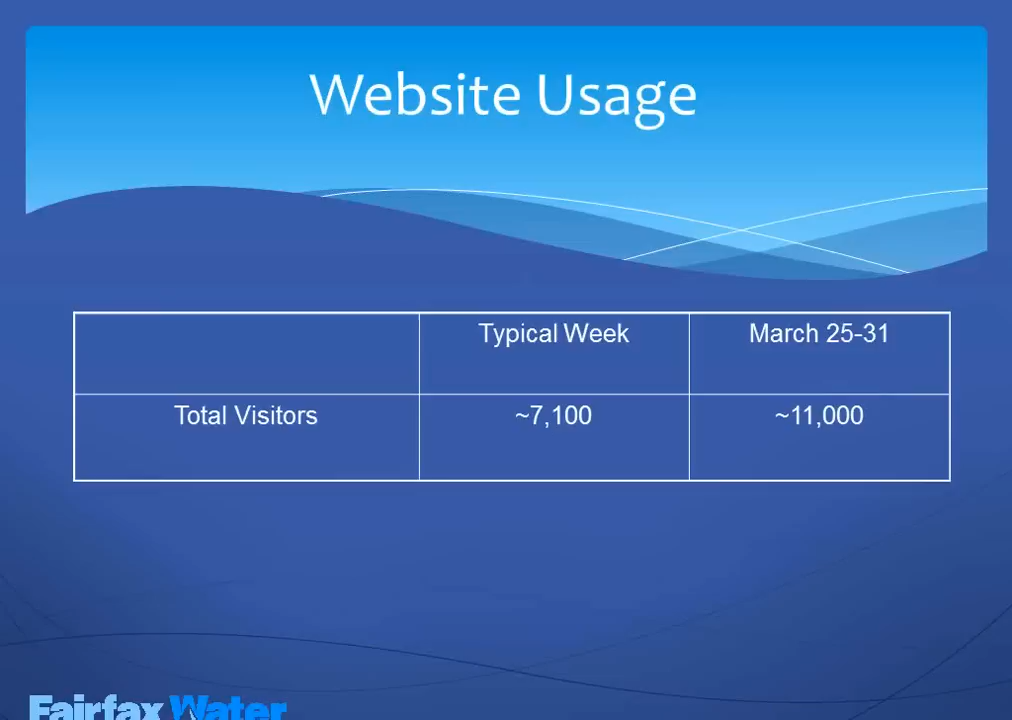 Website Usage
Typical Week March 25-31
Total Visitors ~7,100 ~11,000
Fairfax Water